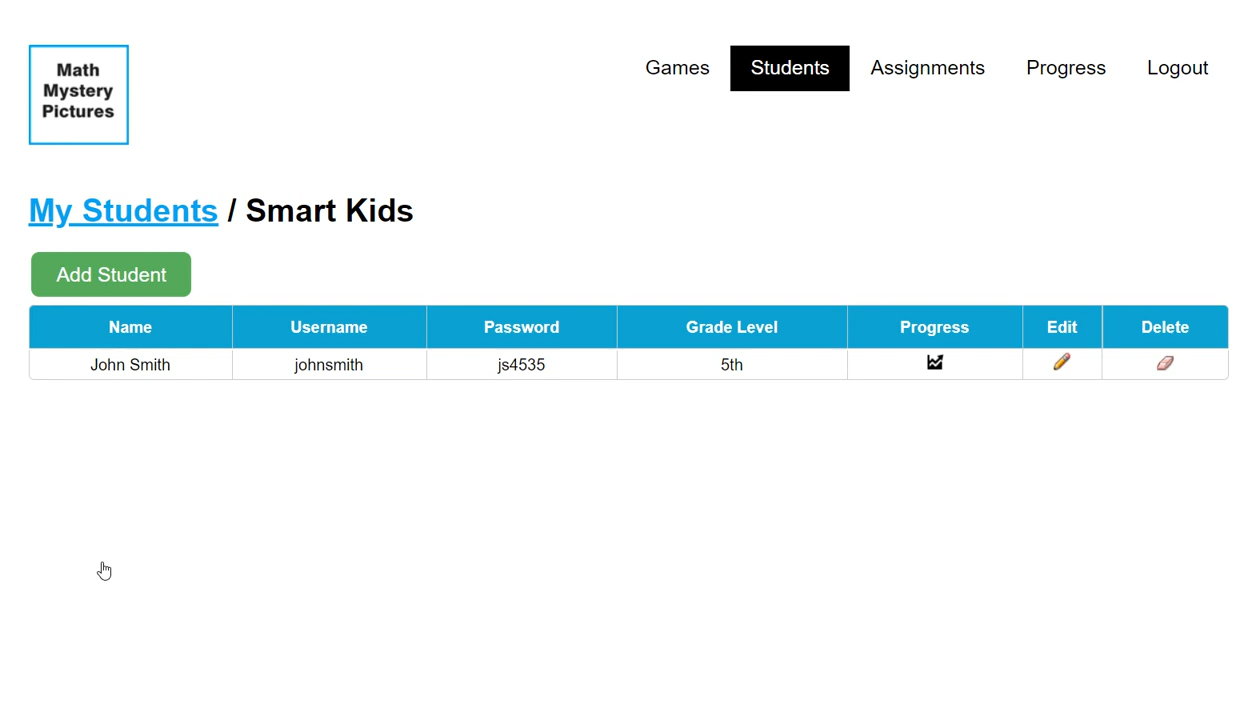 Math
Mystery
Pictures
Games Students Assignments Progress Logout
My Students / Smart Kids
Add Student
Name Username Password Grade Level Progress Edit Delete
John Smith johnsmith js4535 5th